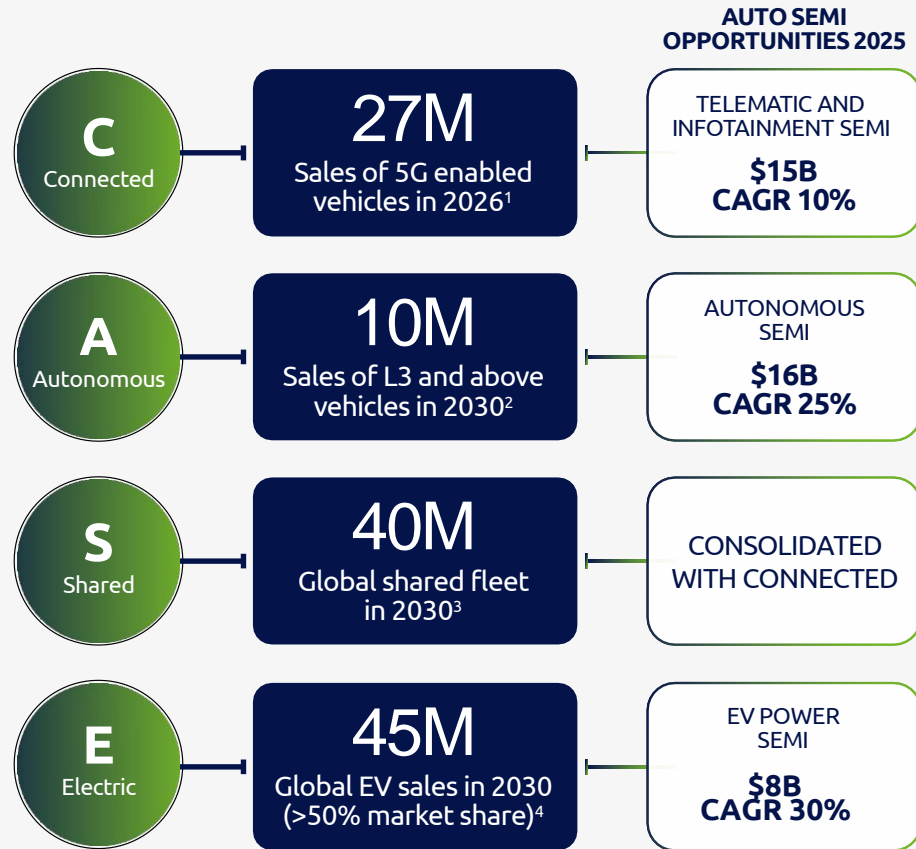 AUTO SEMI
OPPORTUNITIES 2025
C
Connected
27M
Sales of 5G enabled
vehicles in 2026¹
TELEMATIC AND
INFOTAINMENT SEMI
$15B
CAGR 10%
A
Autonomous
10M
Sales of L3 and above
vehicles in 2030²
AUTONOMOUS
SEMI
$16B
CAGR 25%
S
Shared
40M
Global shared fleet
in 2030³
CONSOLIDATED
WITH CONNECTED
E
Electric
45M
Global EV sales in 2030
(>50% market share)⁴
EV POWER
SEMI
$8B
CAGR 30%